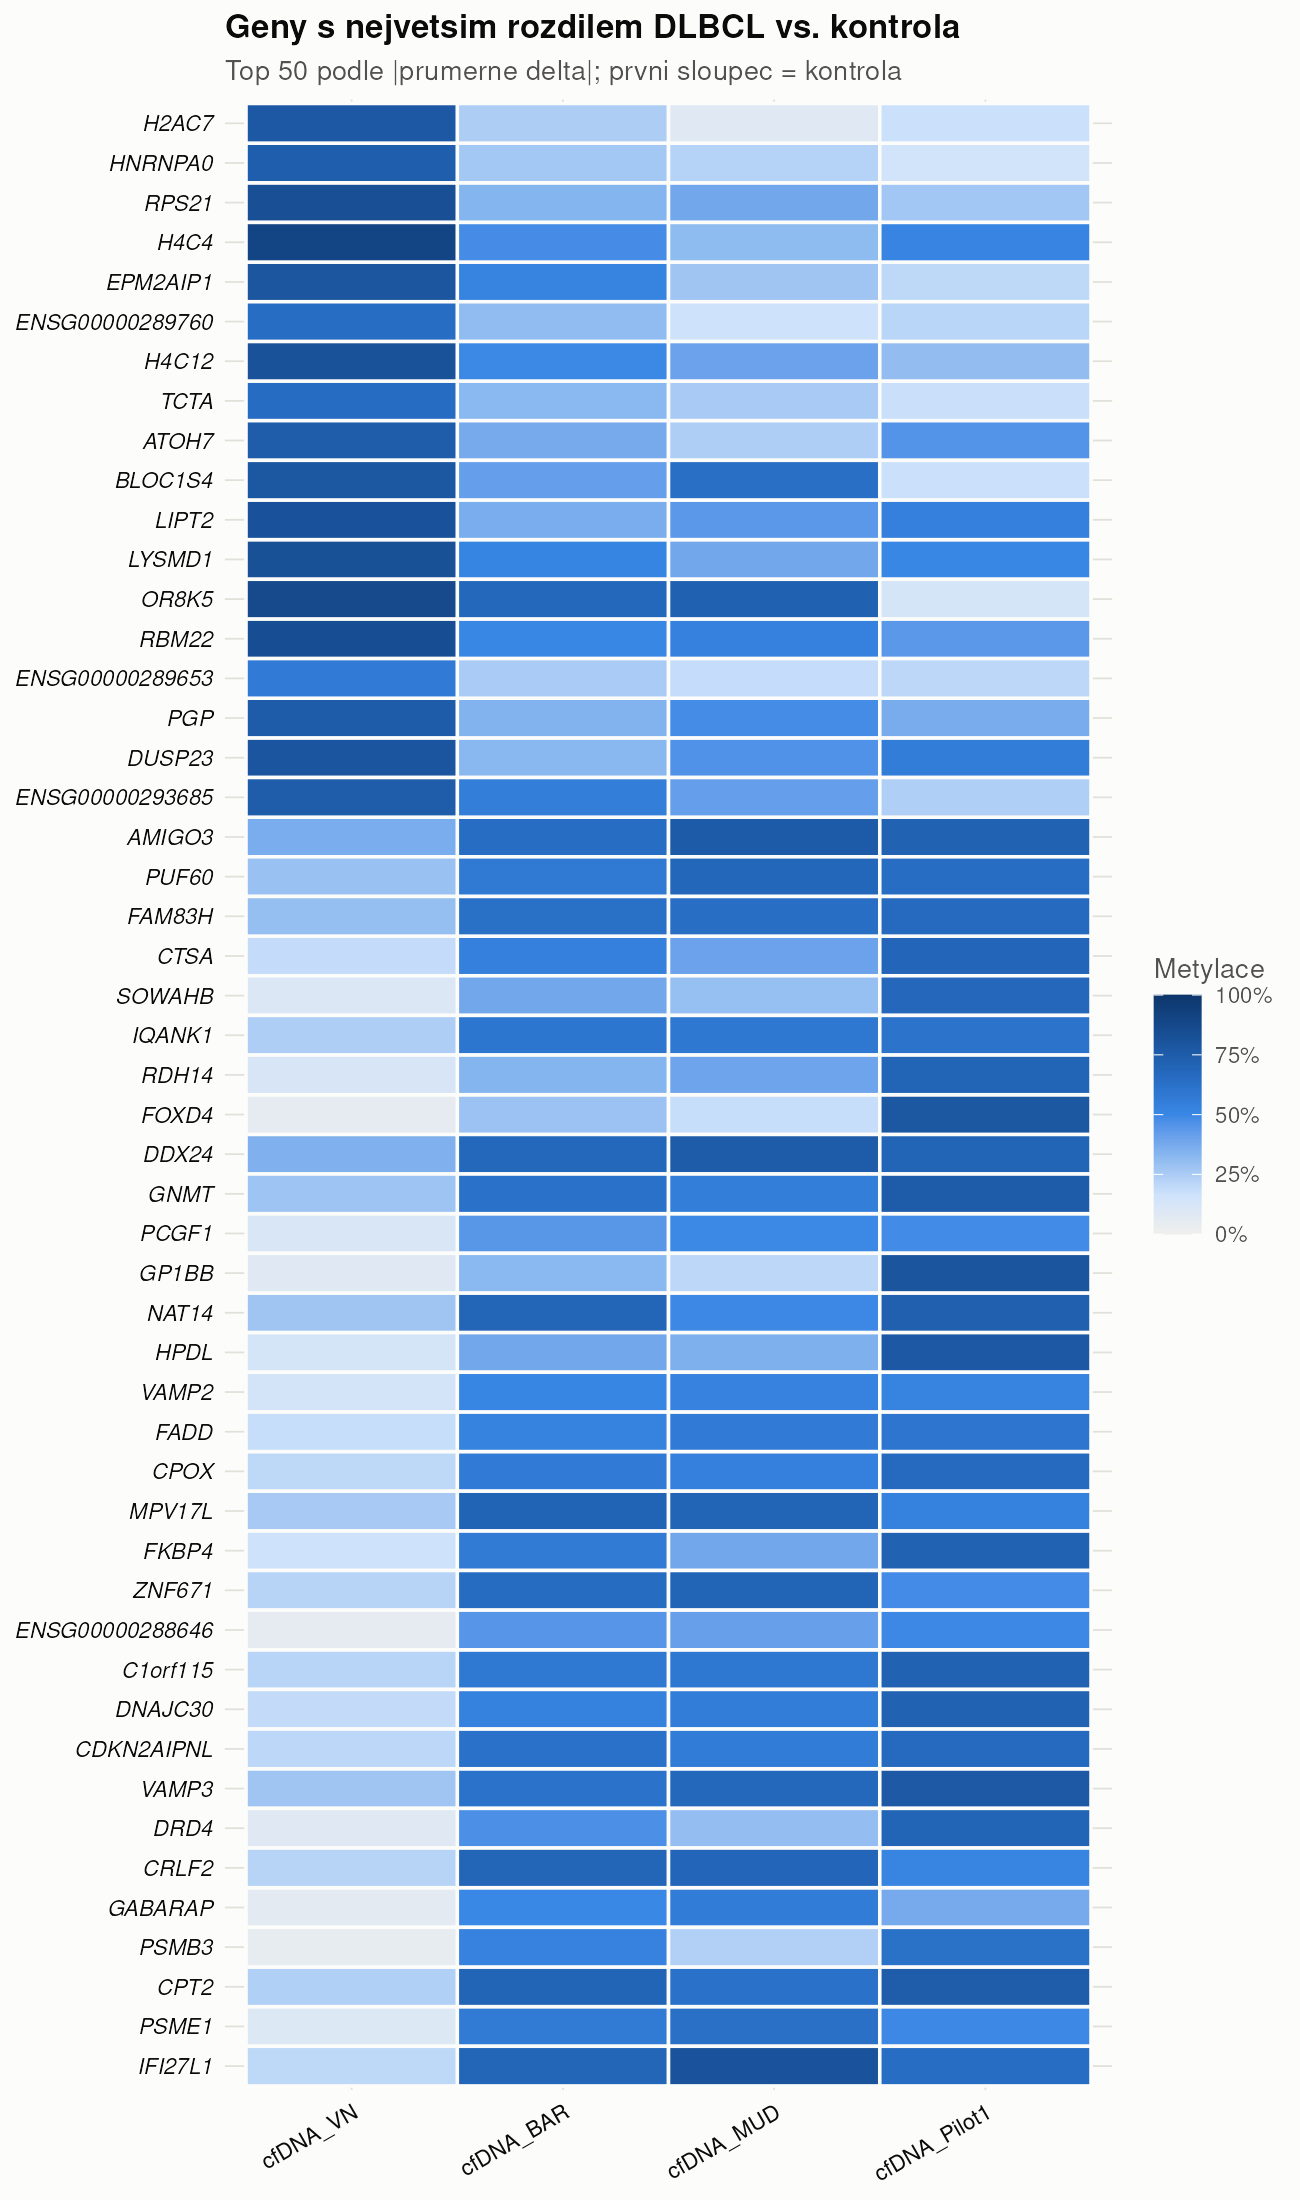 Geny s nejvetsim rozdilem DLBCL vs. kontrola
Top 50 podle |prumerne delta|; prvni sloupec = kontrola
H2AC7
HNRNPA0
RPS21
H4C4
EPM2AIP1
ENSG00000289760
H4C12
TCTA
ATOH7
BLOC1S4
LIPT2
LYSMD1
OR8K5
RBM22
ENSG00000289653
PGP
DUSP23
ENSG00000293685
AMIGO3
PUF60
FAM83H
CTSA
SOWAHB
IQANK1
RDH14
FOXD4
DDX24
GNMT
PCGF1
GP1BB
NAT14
HPDL
VAMP2
FADD
CPOX
MPV17L
FKBP4
ZNF671
ENSG00000288646
C1orf115
DNAJC30
CDKN2AIPNL
VAMP3
DRD4
CRLF2
GABARAP
PSMB3
CPT2
PSME1
IFI27L1
cfDNA_VN
cfDNA_BAR
cfDNA_MUD
cfDNA_Pilot1
Metylace
100%
75%
50%
25%
0%